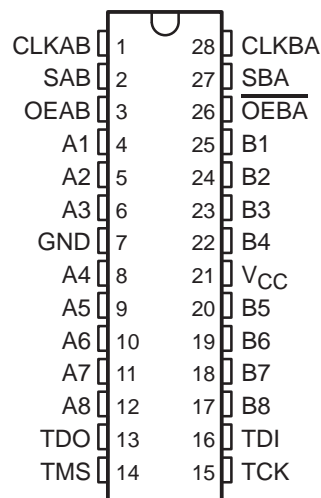 CLKAB 1 28 CLKBA
SAB 2 27 SBA
OEAB 3 26 O̅E̅B̅A̅
A1 4 25 B1
A2 5 24 B2
A3 6 23 B3
GND 7 22 B4
A4 8 21 VCC
A5 9 20 B5
A6 10 19 B6
A7 11 18 B7
A8 12 17 B8
TDO 13 16 TDI
TMS 14 15 TCK